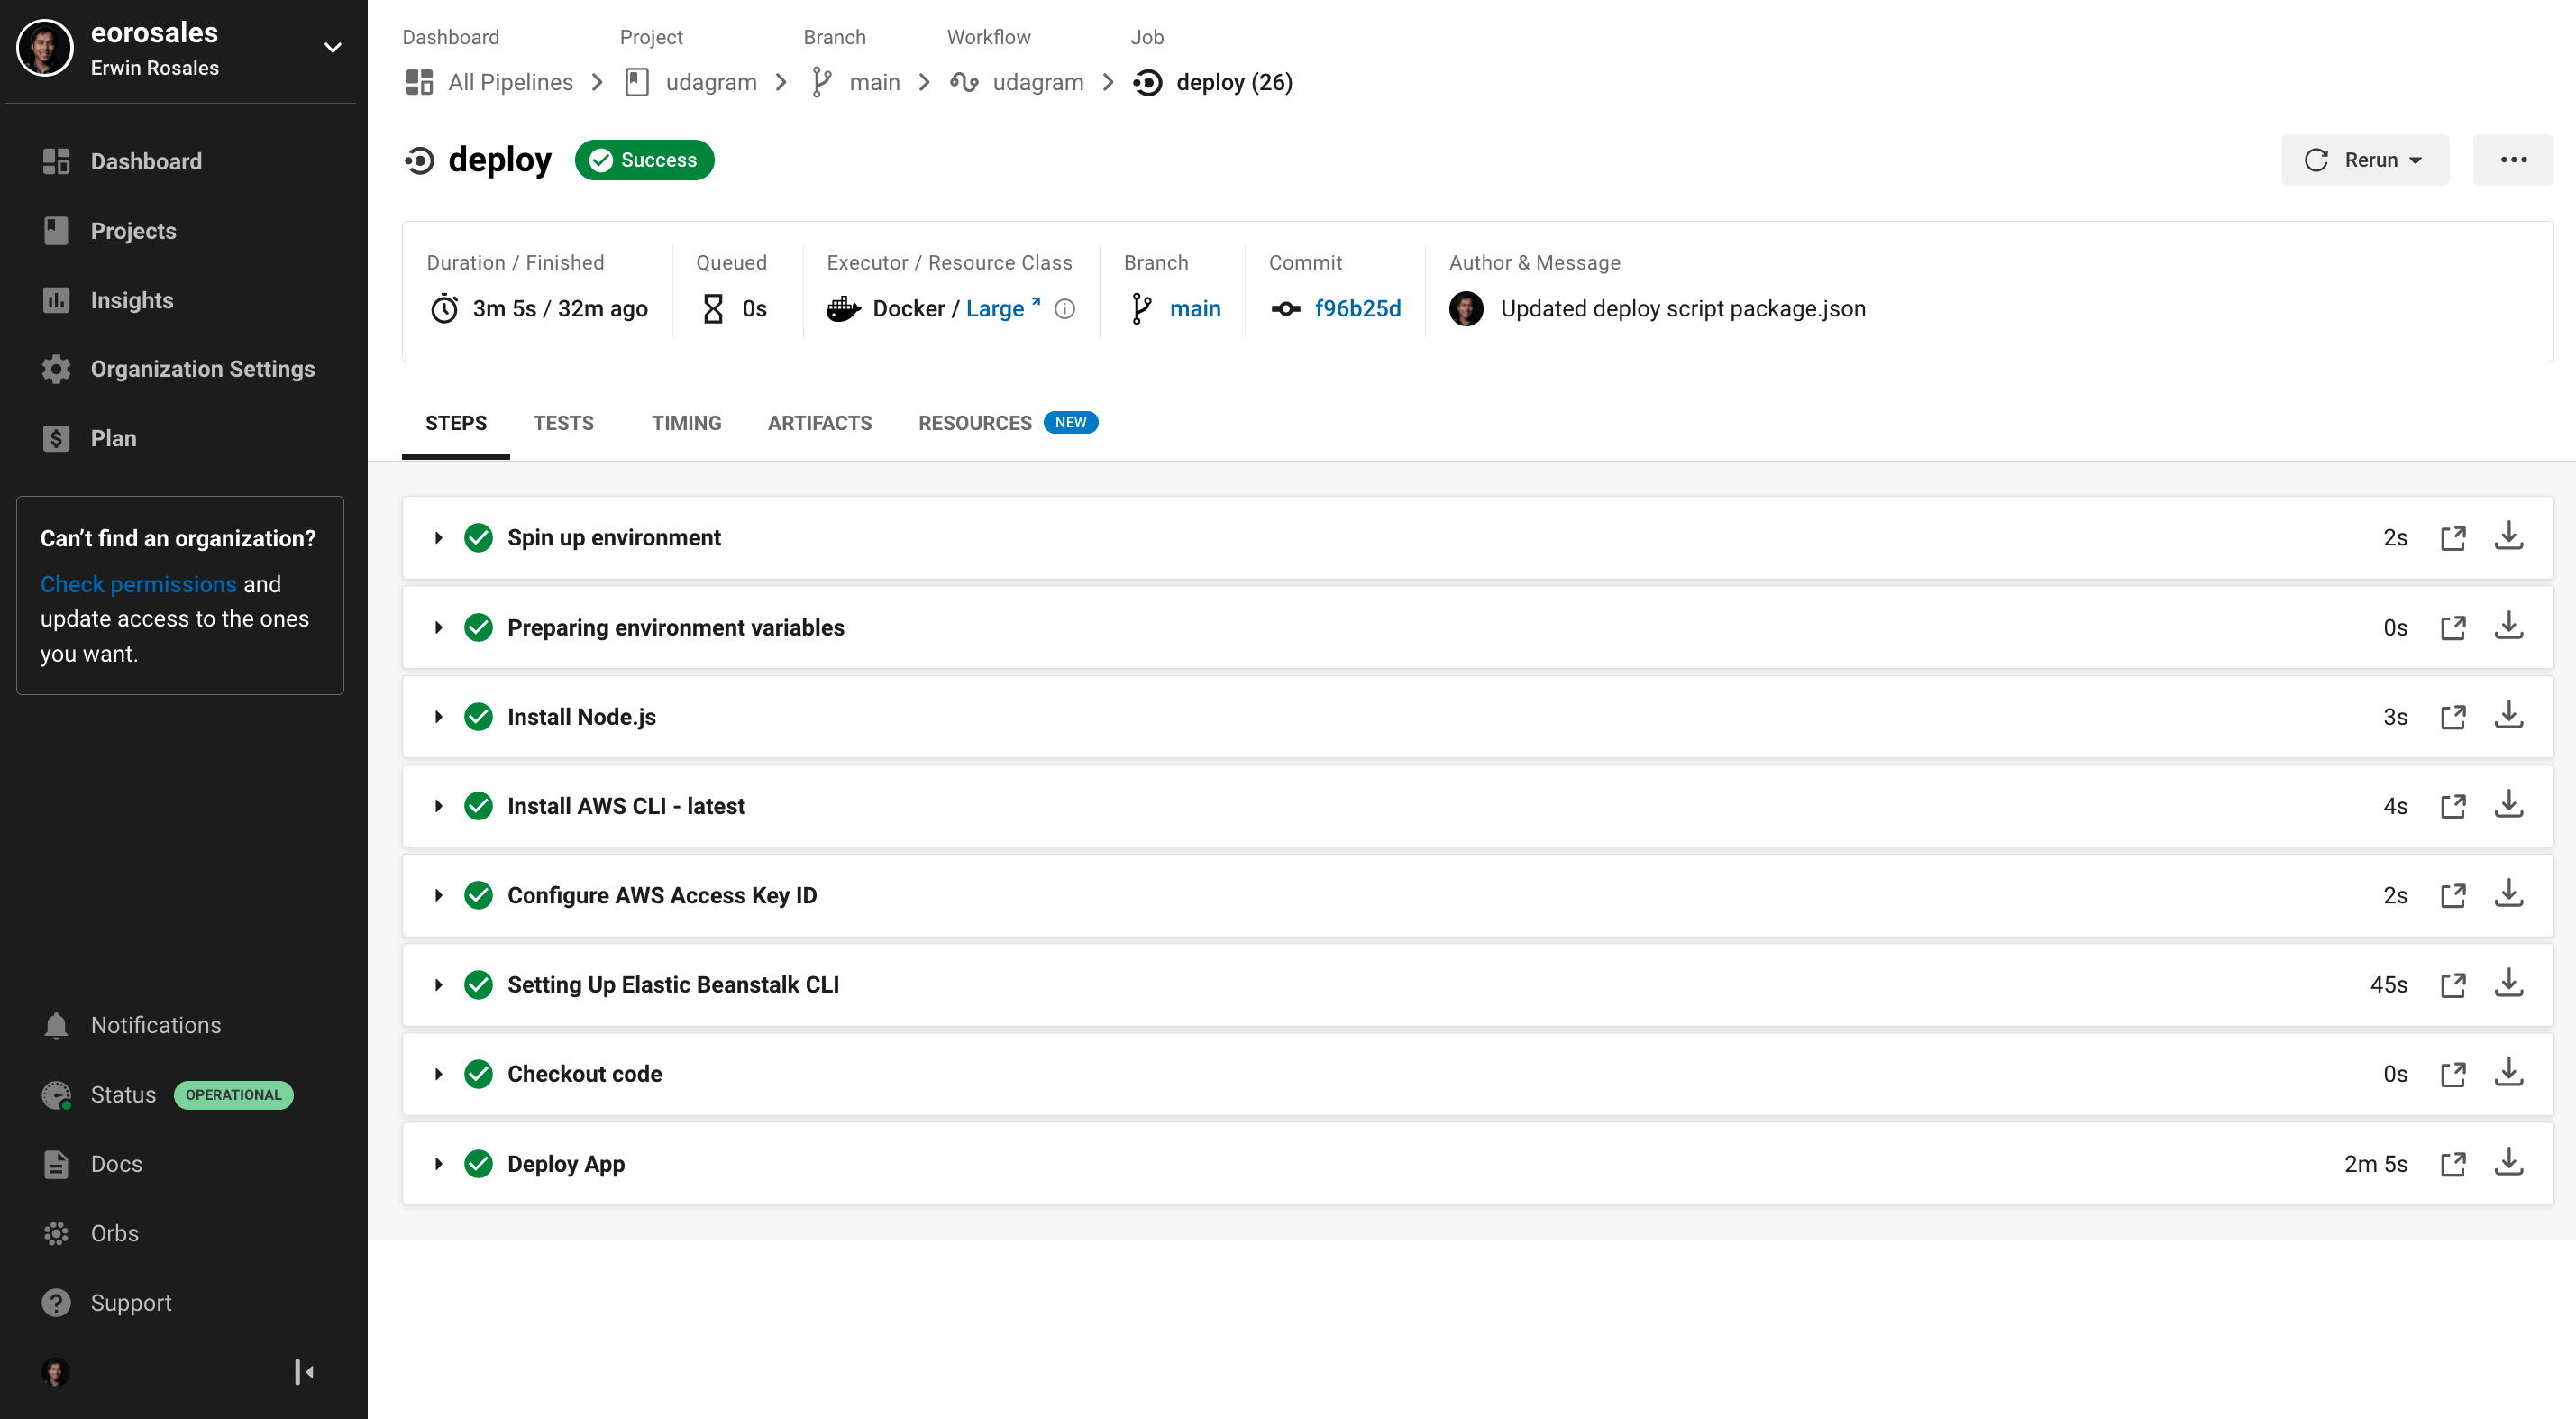 eorosales
Erwin Rosales
Dashboard
Projects
Insights
Organization Settings
Plan
Can't find an organization?
Check permissions and
update access to the ones
you want.
Notifications
Status OPERATIONAL
Docs
Orbs
Support
Dashboard Project Branch Workflow Job
All Pipelines udagram main udagram deploy (26)
deploy Success Rerun
Duration / Finished Queued Executor / Resource Class Branch Commit Author & Message
3m 5s / 32m ago 0s Docker / Large main f96b25d Updated deploy script package.json
STEPS TESTS TIMING ARTIFACTS RESOURCES NEW
Spin up environment 2s
Preparing environment variables 0s
Install Node.js 3s
Install AWS CLI - latest 4s
Configure AWS Access Key ID 2s
Setting Up Elastic Beanstalk CLI 45s
Checkout code 0s
Deploy App 2m 5s